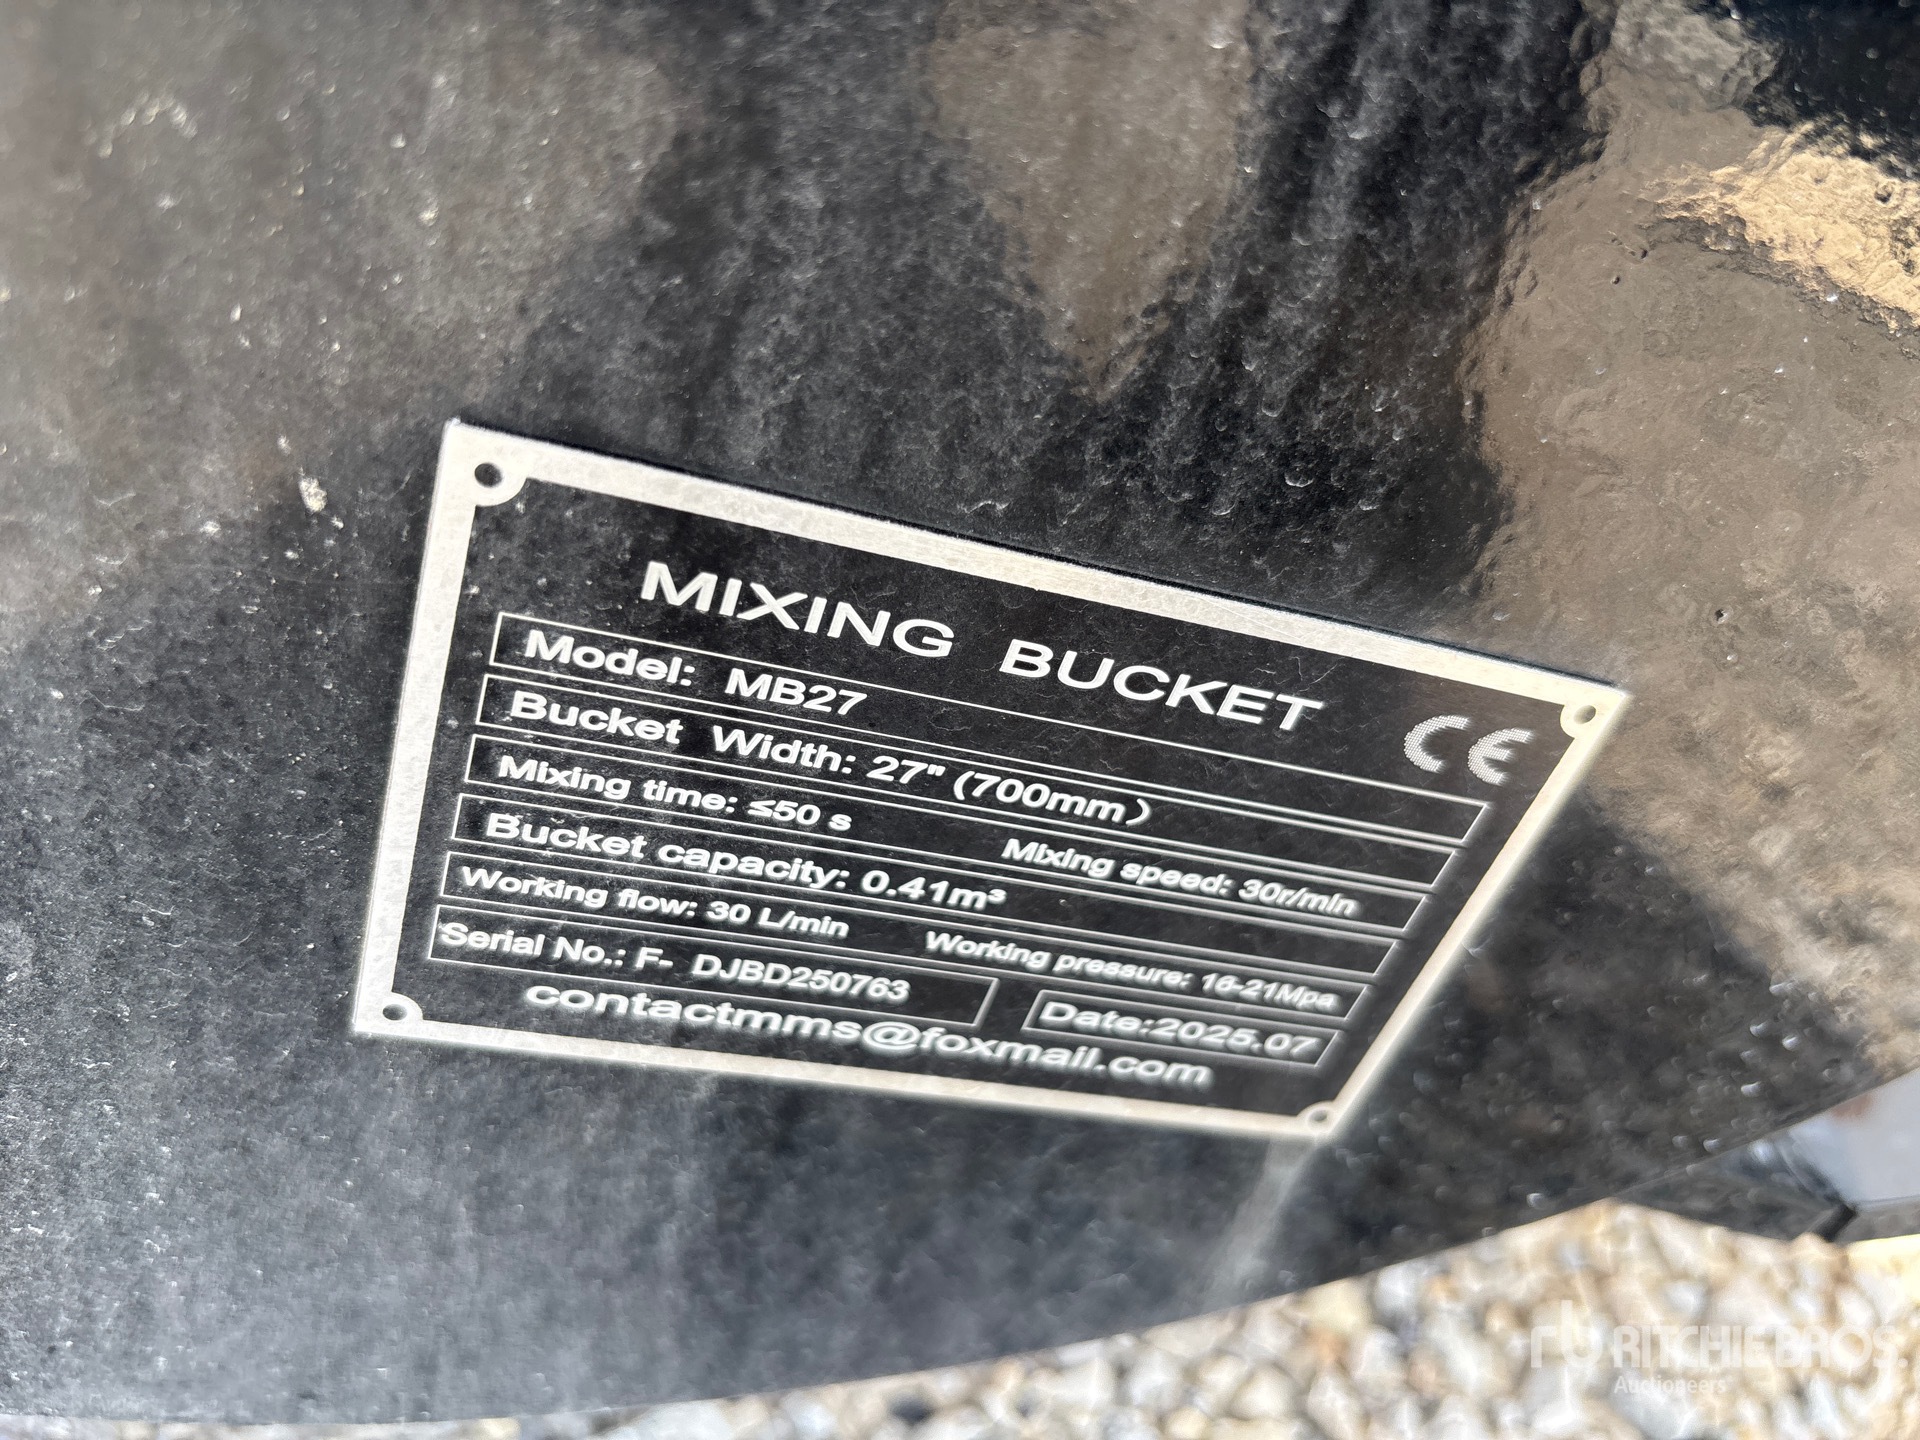 MIXING BUCKET
Model: MB27
CE
Bucket Width: 27" (700mm)
Mixing time: ≤50 s Mixing speed: 30r/min
Bucket capacity: 0.41m³
Working flow: 30 L/min Working pressure: 16-21Mpa
Serial No.: F- DJBD250763 Date:2025.07
contactmms@foxmail.com
rb RITCHIE BROS.
Auctioneers